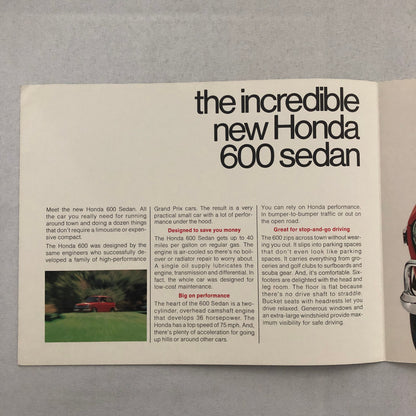 the incredible
new Honda
600 sedan
Meet the new Honda 600 Sedan. All
the car you really need for running
around town and doing a dozen things
that don't require a limousine or expen-
sive compact.
The Honda 600 was designed by the
same engineers who successfully de-
veloped a family of high-performance
Grand Prix cars. The result is a very
practical small car with a lot of perfor-
mance under the hood.
Designed to save you money
The Honda 600 Sedan gets up to 40
miles per gallon on regular gas. The
engine is air-cooled so there's no boil-
over or radiator repair to worry about.
A single oil supply lubricates the
engine, transmission and differential. In
fact, the whole car was designed for
low-cost maintenance.
Big on performance
The heart of the 600 Sedan is a two-
cylinder, overhead camshaft engine
that develops 36 horsepower. The
Honda has a top speed of 75 mph. And,
there's plenty of acceleration for going
up hills or around other cars.
You can rely on Honda performance.
In bumper-to-bumper traffic or out on
the open road.
Great for stop-and-go driving
The 600 zips across town without wear-
ing you out. It slips into parking spaces
that don't even look like parking
spaces. It carries everything from gro-
ceries and golf clubs to surfboards and
scuba gear. And, it's comfortable. Six-
footers are delighted with the head and
leg room. The floor is flat because
there's no drive shaft to straddle.
Bucket seats with headrests let you
drive relaxed. Generous windows and
an extra-large windshield provide max-
imum visibility for safe driving.